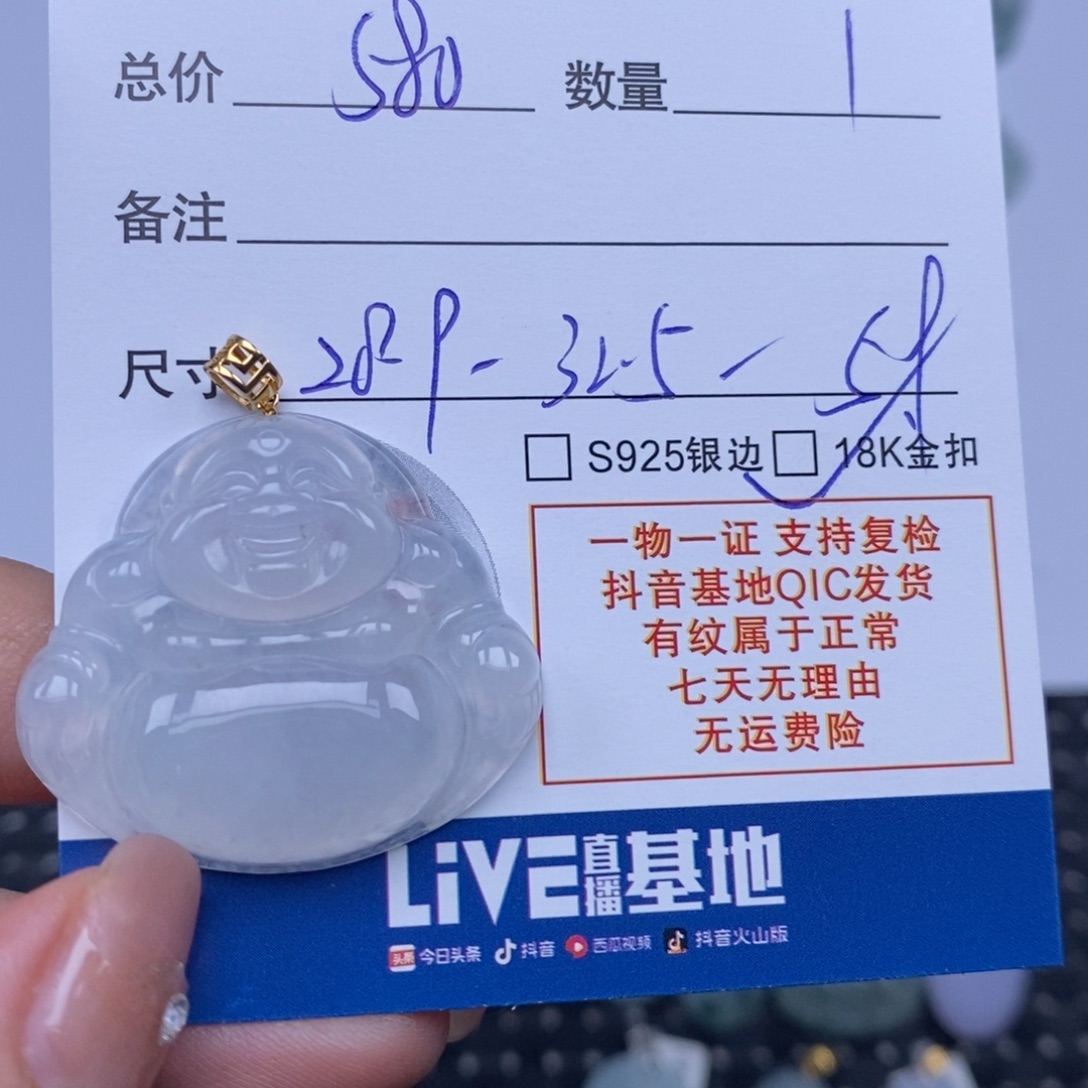 总价 580 数量 1
备注
尺寸 28.9 - 32.5 - 5.8
S925银边 18K金扣
一物一证 支持复检
抖音基地QIC发货
有纹属于正常
七天无理由
无运费险
LiVE直播基地
头条 今日头条 抖音 西瓜视频 抖音火山版